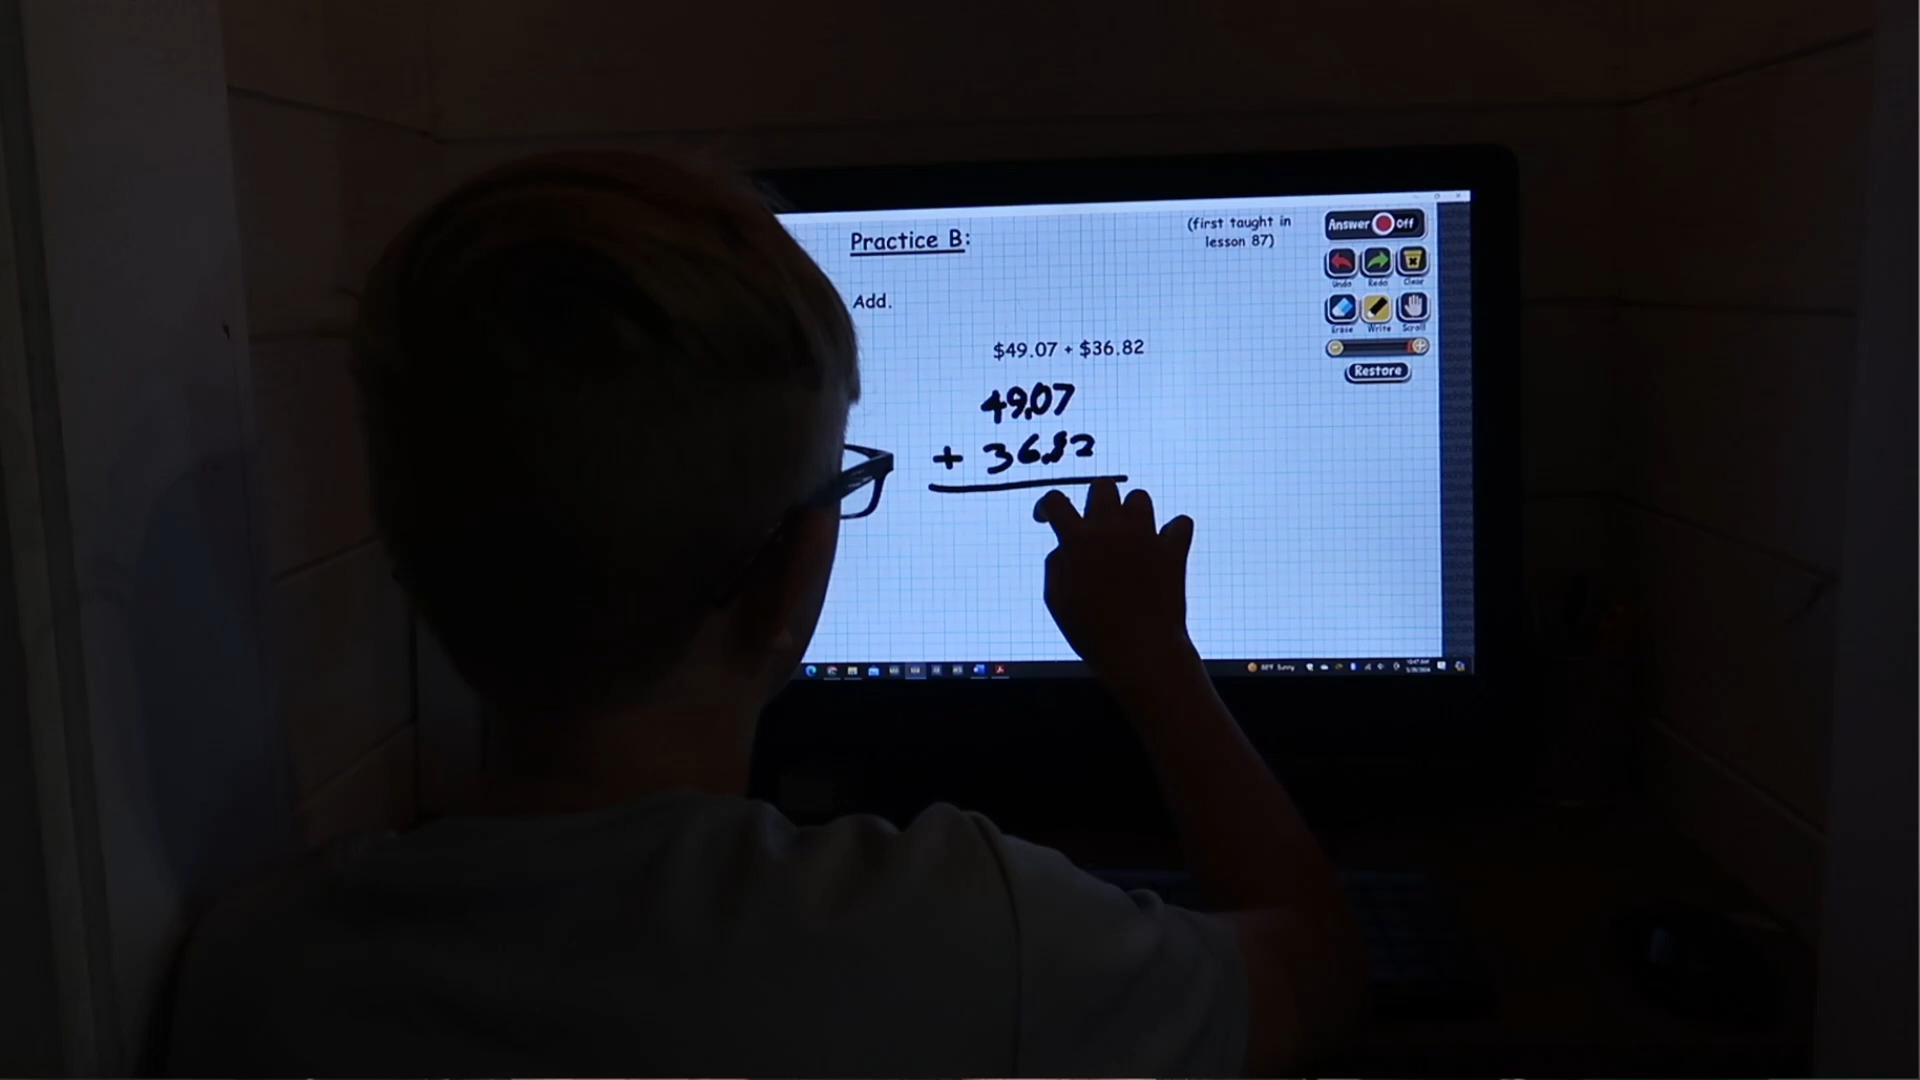 Practice B:
(first taught in
lesson 87)
Answer Off
Undo Redo Clear
Erase Write Scroll
Restore
Add.
$49.07 + $36.82
49.07
+ 36.82
Sunny